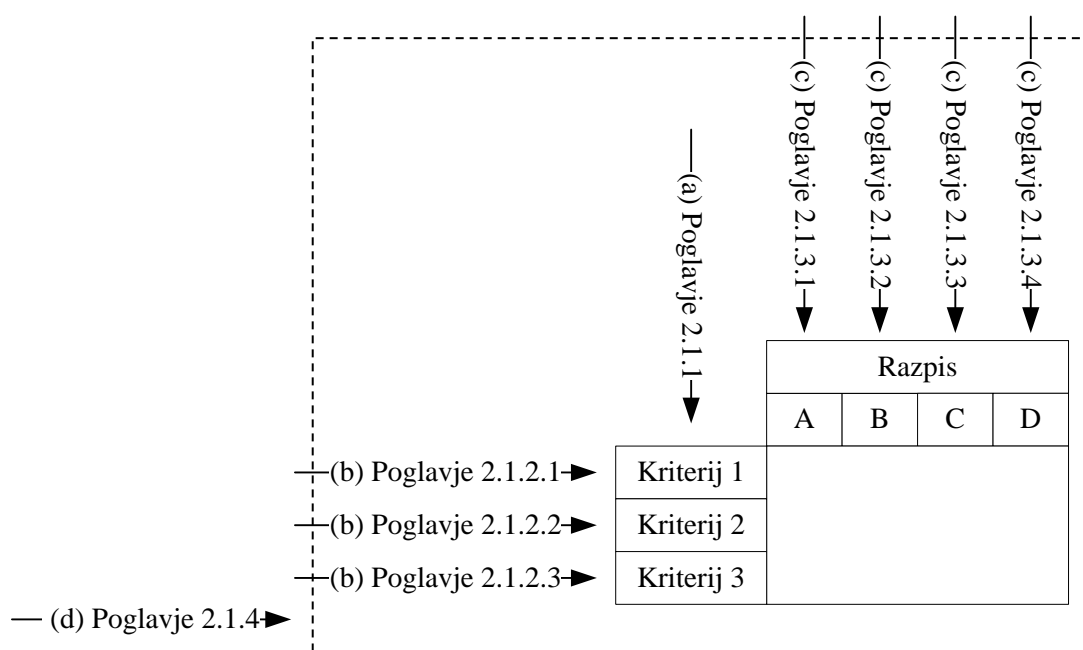 (c) Poglavje 2.1.3.1
(c) Poglavje 2.1.3.2
(c) Poglavje 2.1.3.3
(c) Poglavje 2.1.3.4
(a) Poglavje 2.1.1
Razpis
A B C D
(b) Poglavje 2.1.2.1 Kriterij 1
(b) Poglavje 2.1.2.2 Kriterij 2
(b) Poglavje 2.1.2.3 Kriterij 3
(d) Poglavje 2.1.4